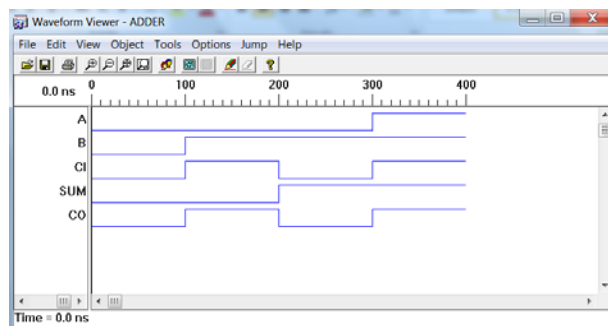 Waveform Viewer - ADDER
File Edit View Object Tools Options Jump Help
0.0 ns 0 100 200 300 400
A
B
CI
SUM
CO
Time = 0.0 ns